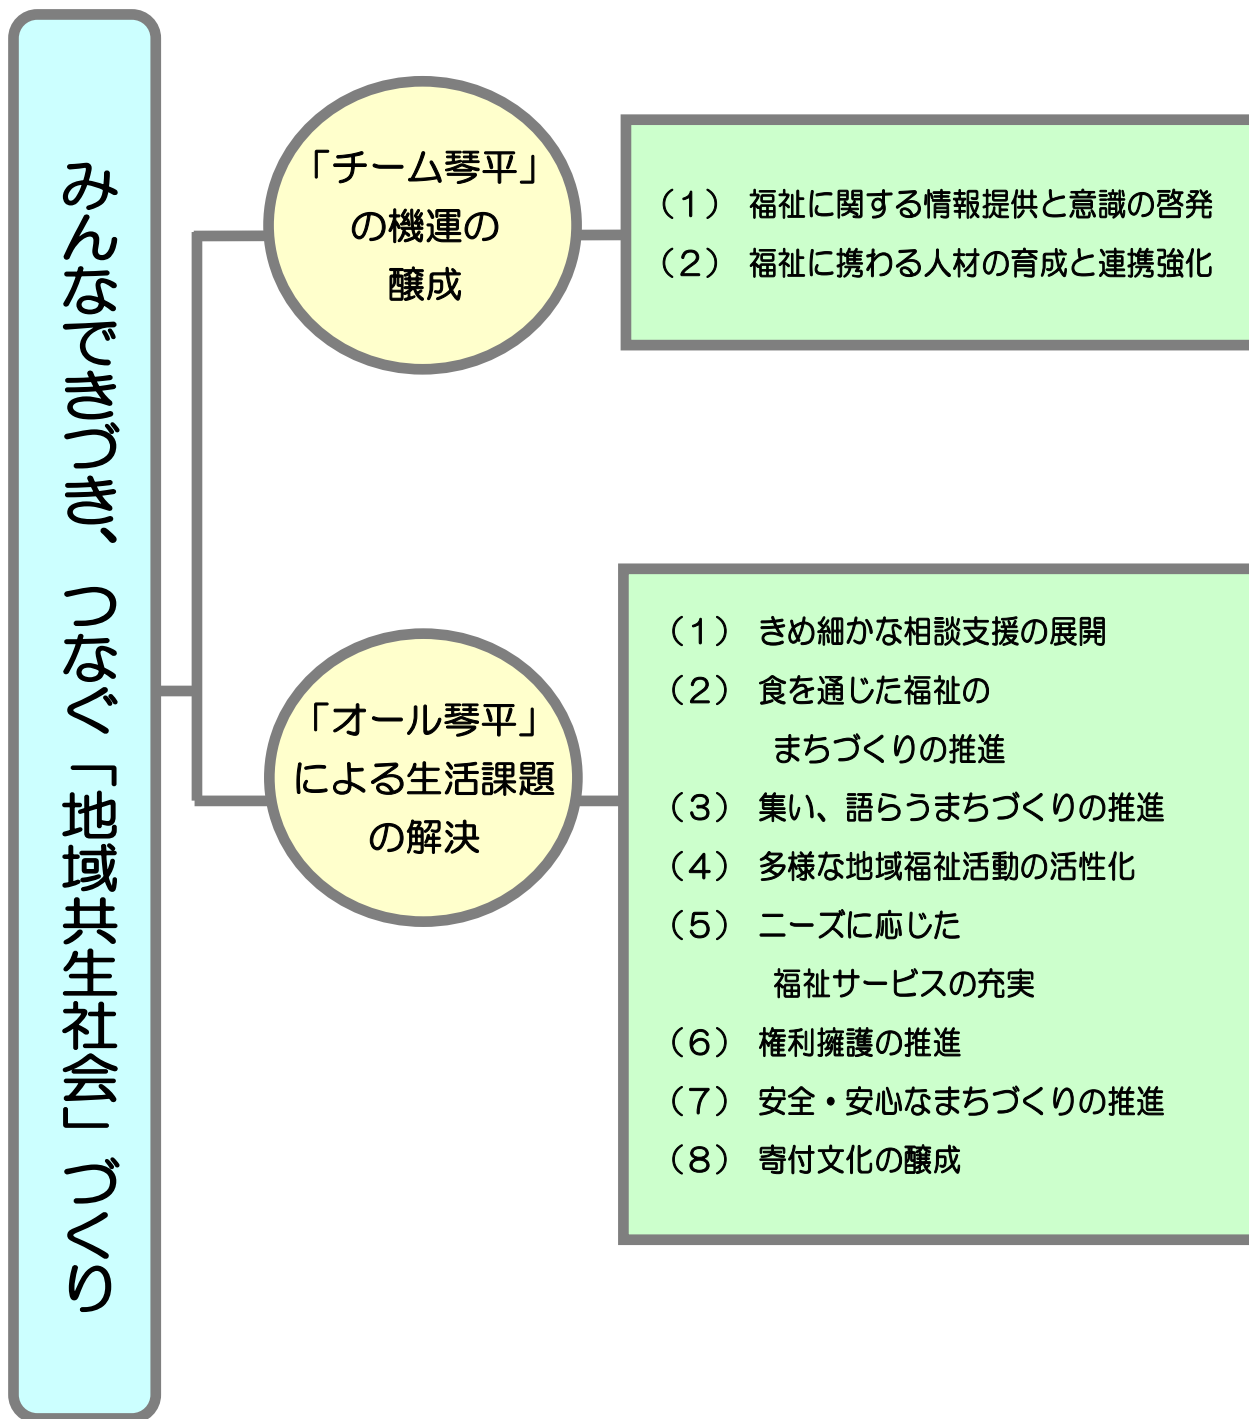 みんなできづき、つなぐ「地域共生社会」づくり
「チーム琴平」
の機運の
醸成
（１） 福祉に関する情報提供と意識の啓発
（２） 福祉に携わる人材の育成と連携強化
「オール琴平」
による生活課題
の解決
（１） きめ細かな相談支援の展開
（２） 食を通じた福祉の
まちづくりの推進
（３） 集い、語らうまちづくりの推進
（４） 多様な地域福祉活動の活性化
（５） ニーズに応じた
福祉サービスの充実
（６） 権利擁護の推進
（７） 安全・安心なまちづくりの推進
（８） 寄付文化の醸成